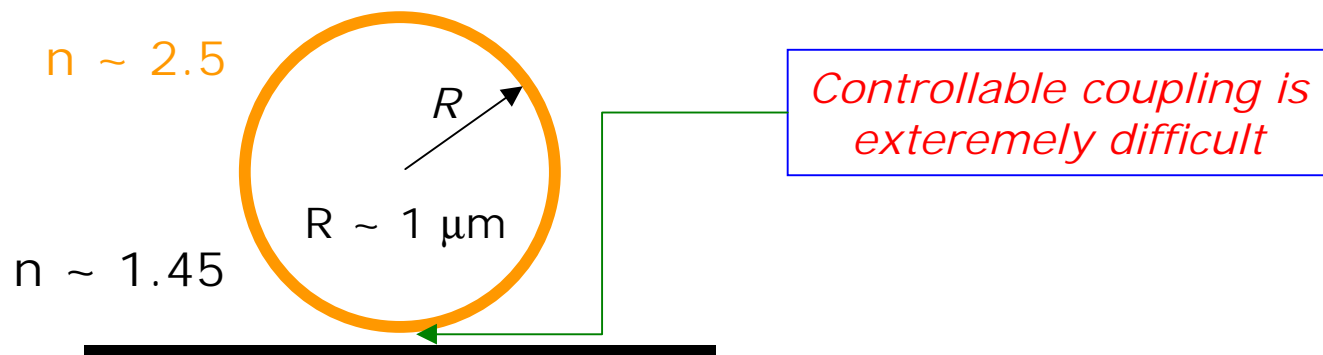 n ~ 2.5
R
R ~ 1 μm
n ~ 1.45
Controllable coupling is
exteremely difficult